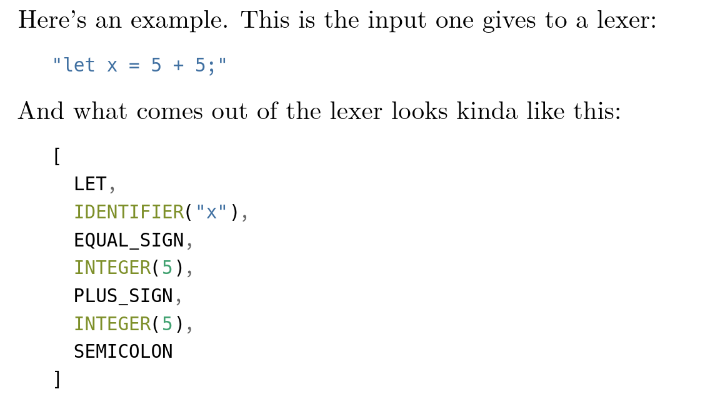 Here's an example. This is the input one gives to a lexer:
"let x = 5 + 5;"
And what comes out of the lexer looks kinda like this:
[
LET,
IDENTIFIER("x"),
EQUAL_SIGN,
INTEGER(5),
PLUS_SIGN,
INTEGER(5),
SEMICOLON
]